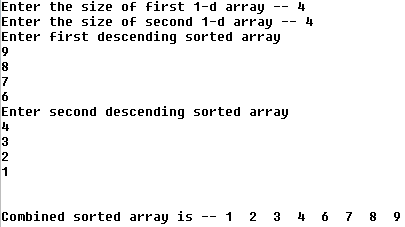 Enter the size of first 1-d array -- 4
Enter the size of second 1-d array -- 4
Enter first descending sorted array
9
8
7
6
Enter second descending sorted array
4
3
2
1
Combined sorted array is -- 1 2 3 4 6 7 8 9